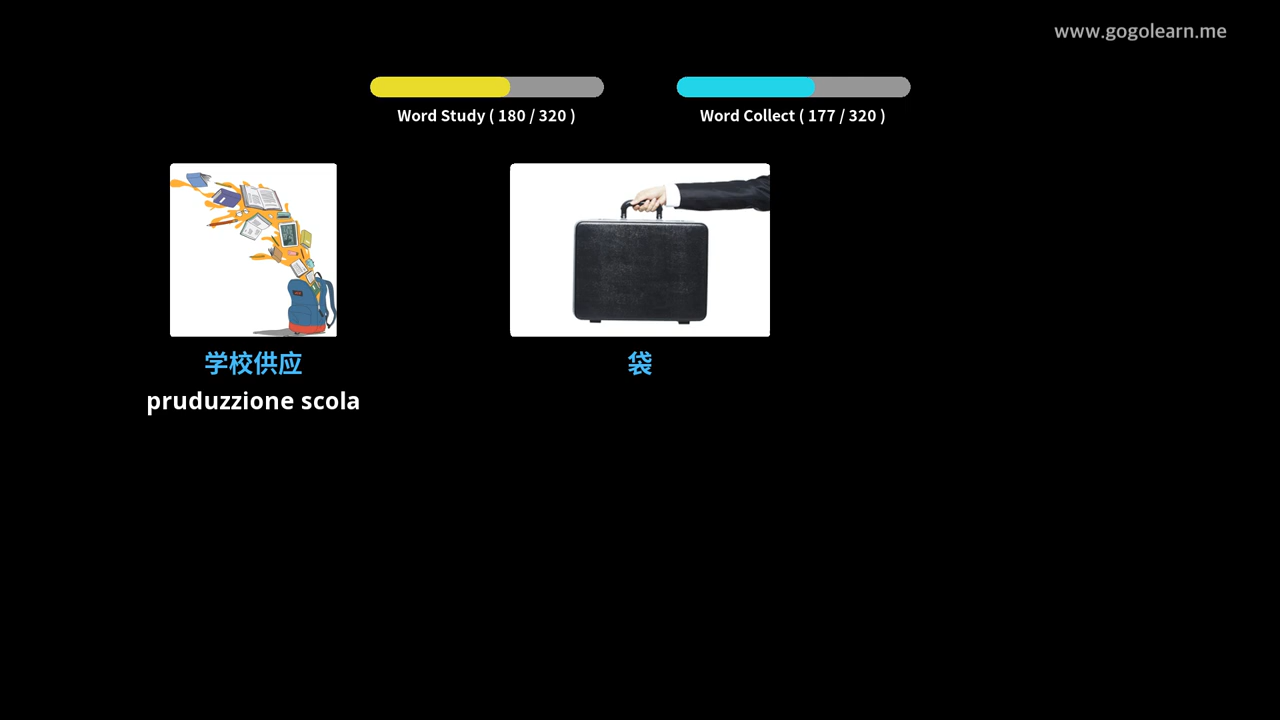 www.gogolearn.me
Word Study ( 180 / 320 )
Word Collect ( 177 / 320 )
学校供应
袋
pruduzzione scola